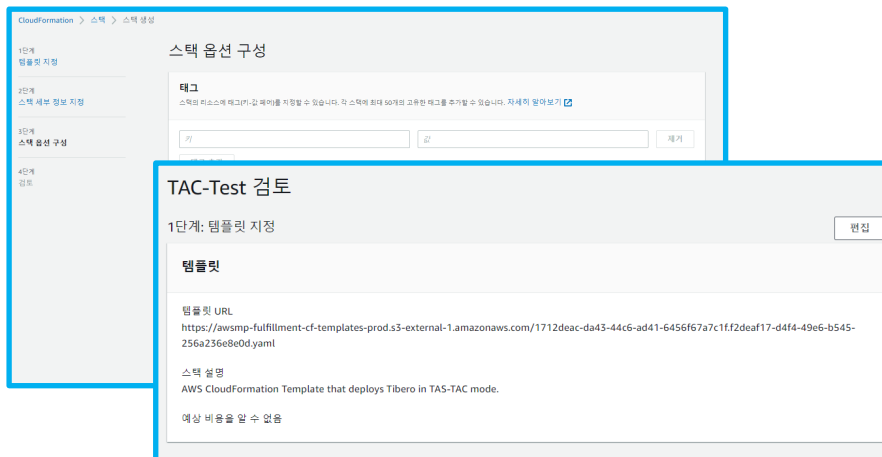 CloudFormation > 스택 > 스택 생성
1단계
템플릿 지정
2단계
스택 세부 정보 지정
3단계
스택 옵션 구성
4단계
검토
스택 옵션 구성
태그
스택의 리소스에 태그(키-값 페어)를 지정할 수 있습니다. 각 스택에 최대 50개의 고유한 태그를 추가할 수 있습니다. 자세히 알아보기
키
값
제거
TAC-Test 검토
1단계: 템플릿 지정
편집
템플릿
템플릿 URL
https://awsmp-fulfillment-cf-templates-prod.s3-external-1.amazonaws.com/1712deac-da43-44c6-ad41-6456f67a7c1f.f2deaf17-d4f4-49e6-b545-
256a236e8e0d.yaml
스택 설명
AWS CloudFormation Template that deploys Tibero in TAS-TAC mode.
예상 비용을 알 수 없음